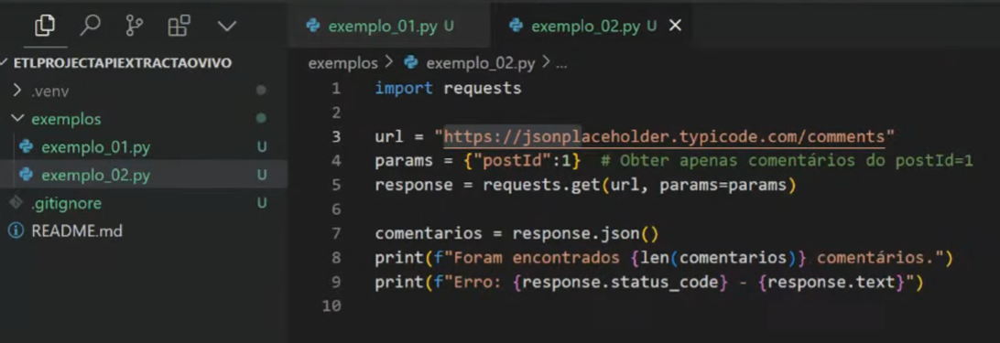 exemplo_01.py U
exemplo_02.py U
ETLPROJECTAPIEXTRACTAOVIVO
.venv
exemplos
exemplo_01.py U
exemplo_02.py U
.gitignore U
README.md
exemplos > exemplo_02.py > ...
1 import requests
2
3 url = "https://jsonplaceholder.typicode.com/comments"
4 params = {"postId":1}  # Obter apenas comentários do postId=1
5 response = requests.get(url, params=params)
6
7 comentarios = response.json()
8 print(f"Foram encontrados {len(comentarios)} comentários.")
9 print(f"Erro: {response.status_code} - {response.text}")
10